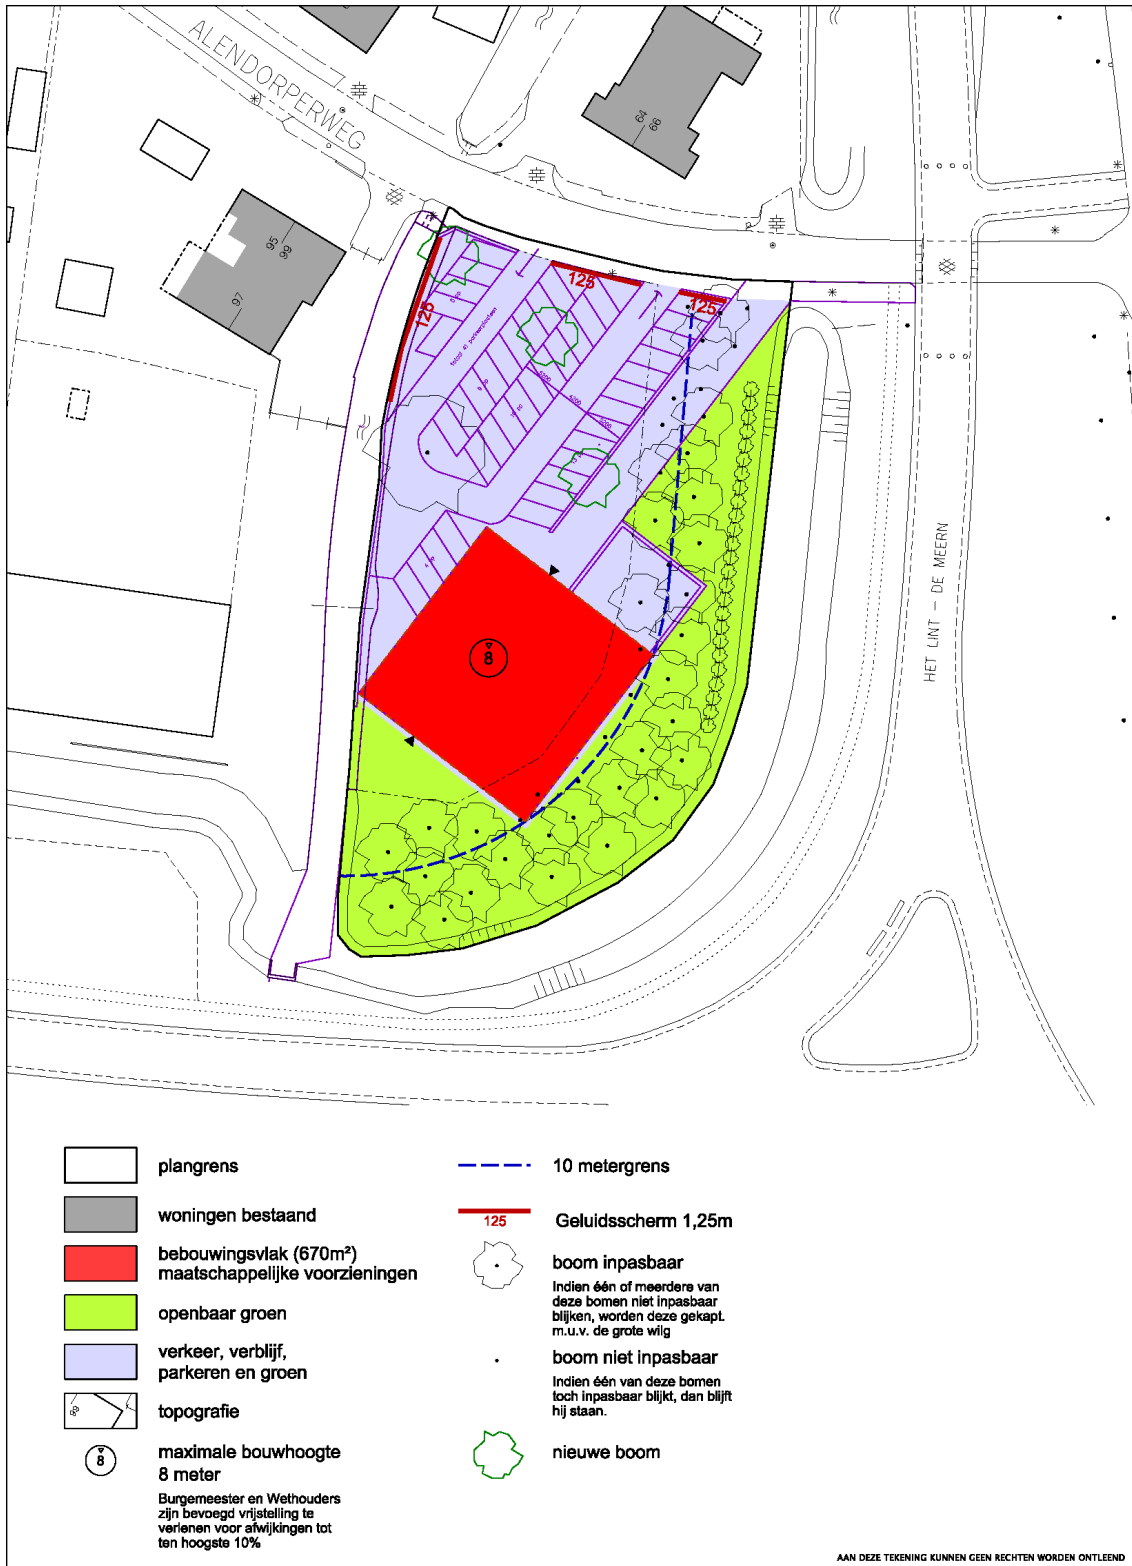 ALENDORPERWEG
64
66
95
99
97
125
125
125
totaal 41 parkeerplaatsen
8
HET LINT - DE MEERN
plangrens
woningen bestaand
bebouwingsvlak (670m²)
maatschappelijke voorzieningen
openbaar groen
verkeer, verblijf,
parkeren en groen
topografie
8
maximale bouwhoogte
8 meter
Burgemeester en Wethouders
zijn bevoegd vrijstelling te
verlenen voor afwijkingen tot
ten hoogste 10%
10 metergrens
125
Geluidsscherm 1,25m
boom inpasbaar
Indien één of meerdere van
deze bomen niet inpasbaar
blijken, worden deze gekapt.
m.u.v. de grote wilg
boom niet inpasbaar
Indien één van deze bomen
toch inpasbaar blijkt, dan blijft
hij staan.
nieuwe boom
AAN DEZE TEKENING KUNNEN GEEN RECHTEN WORDEN ONTLEEND